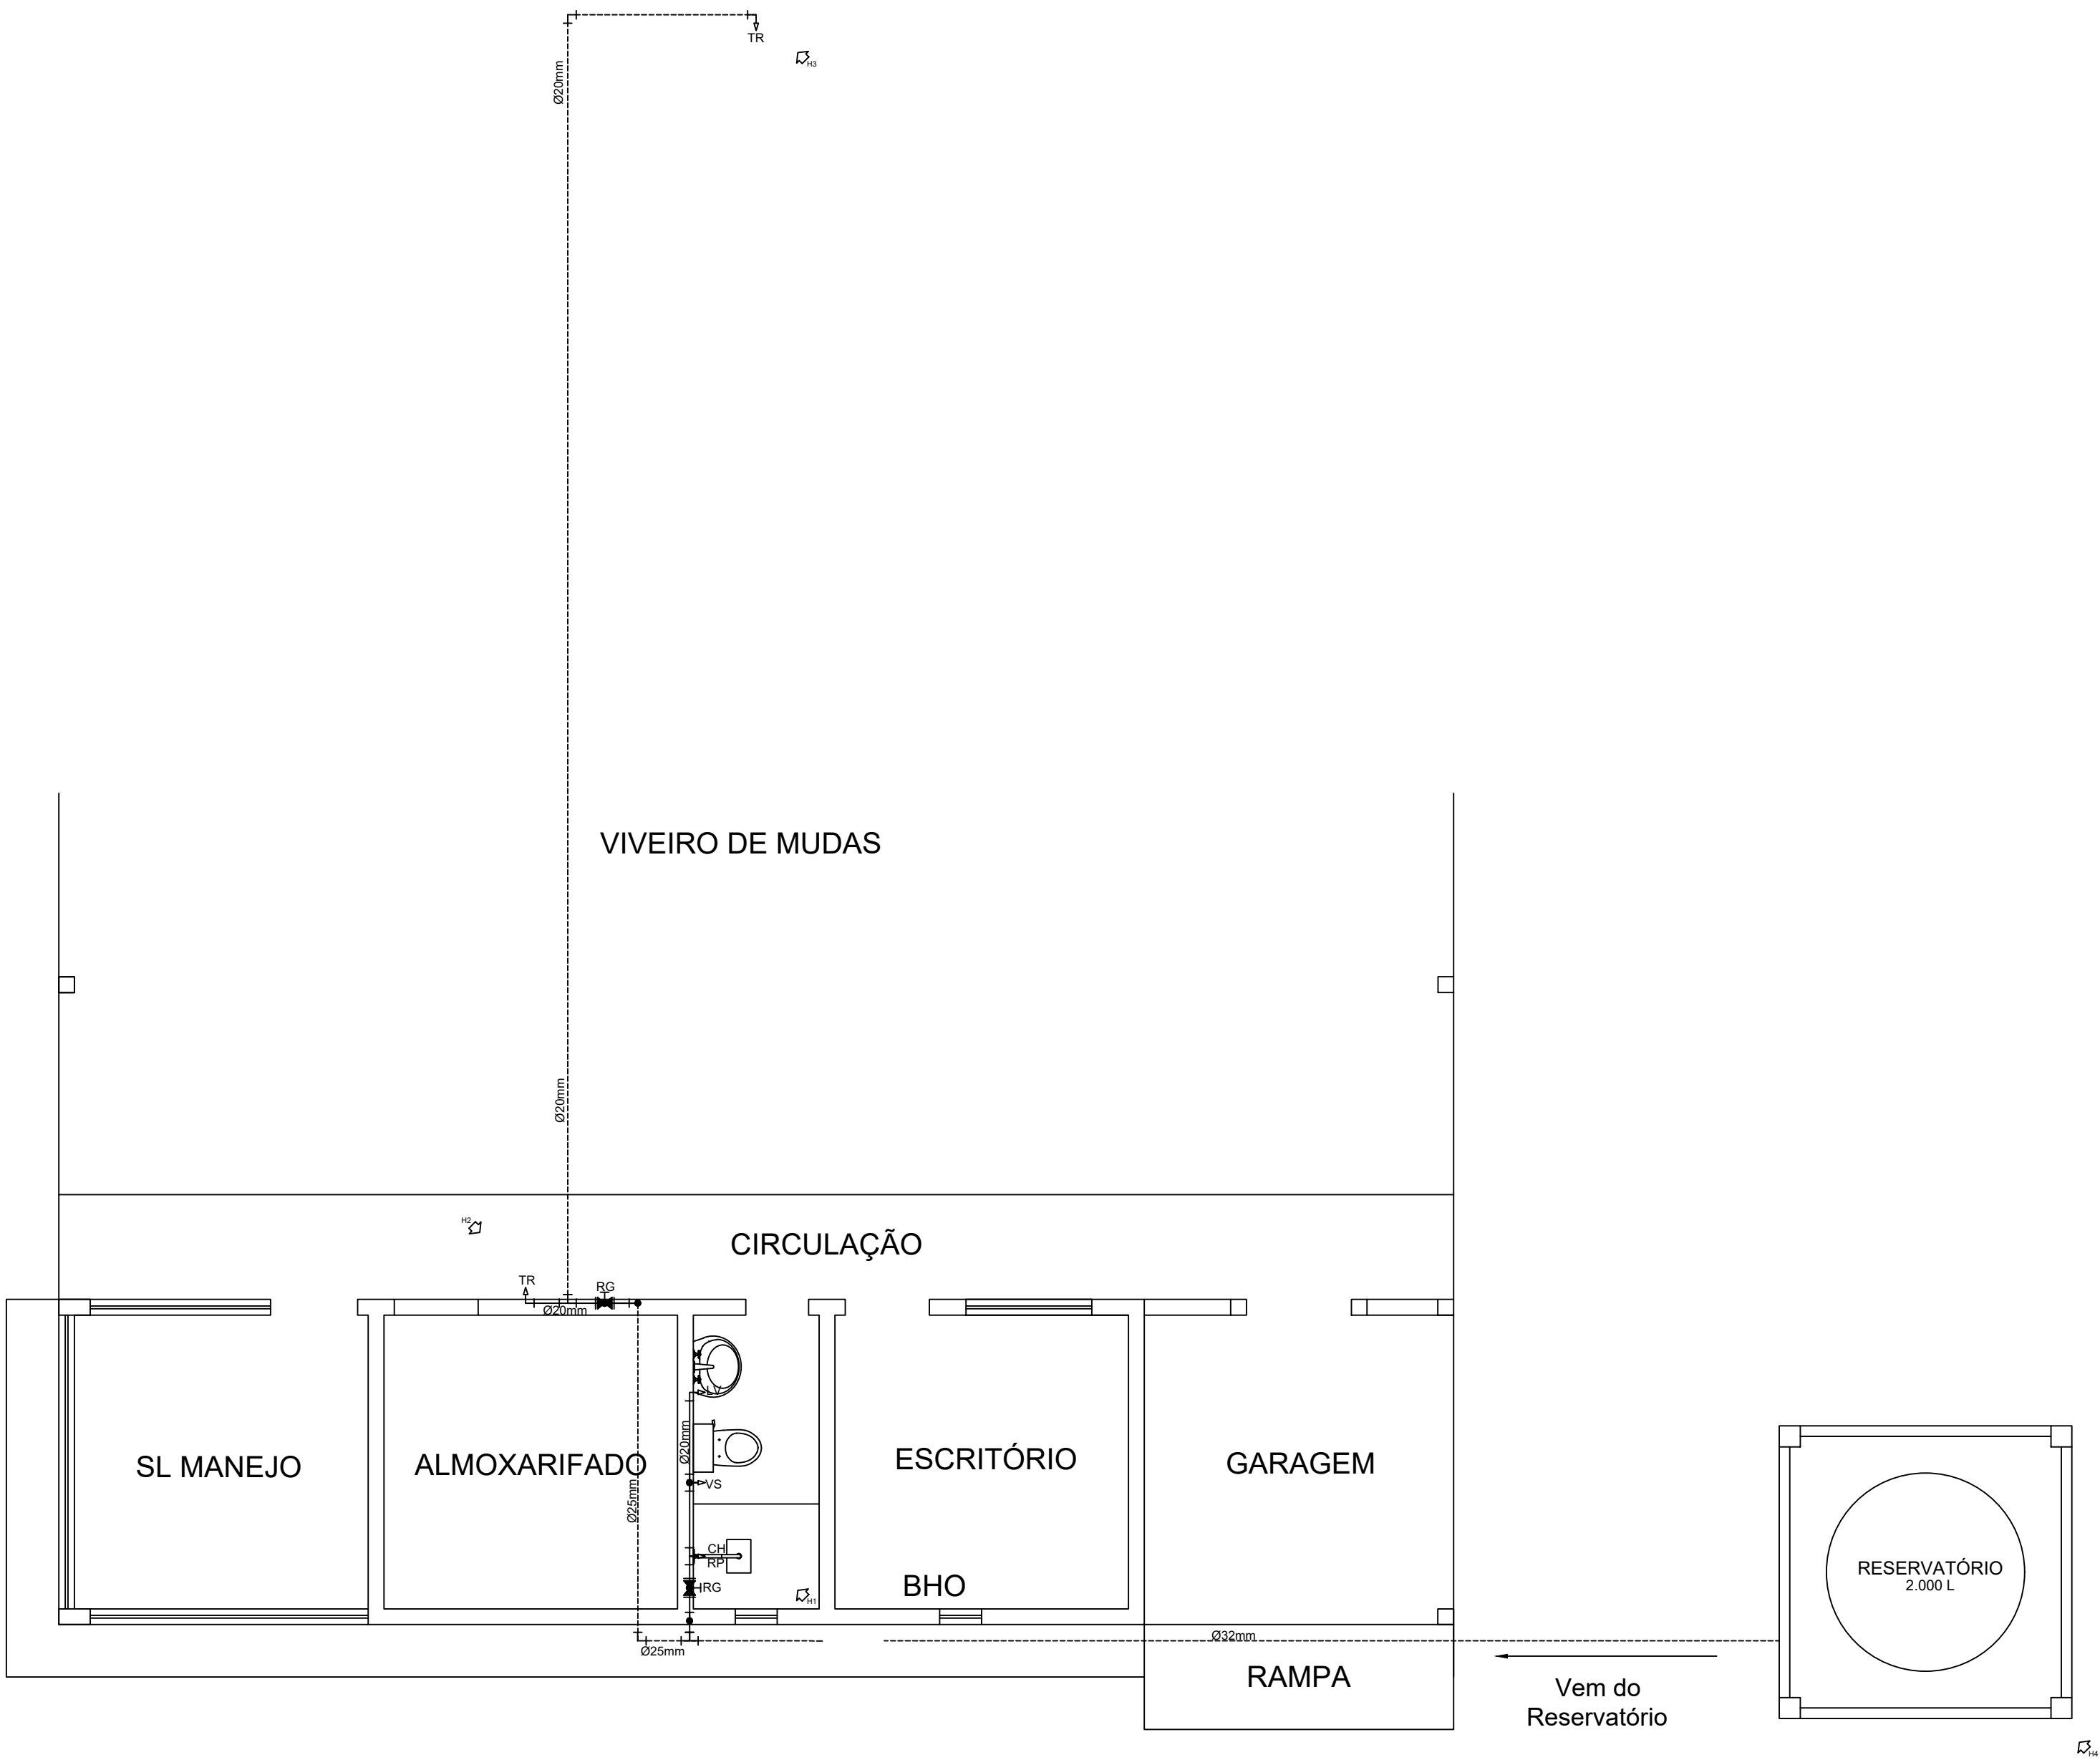 TR
H3
Ø20mm
VIVEIRO DE MUDAS
Ø20mm
H2
CIRCULAÇÃO
TR
RG
Ø20mm
LV
Ø20mm
SL MANEJO
ALMOXARIFADO
ESCRITÓRIO
GARAGEM
VS
Ø25mm
CH
RP
RG
BHO
H1
RESERVATÓRIO
2.000 L
Ø32mm
Ø25mm
RAMPA
Vem do
Reservatório
H4